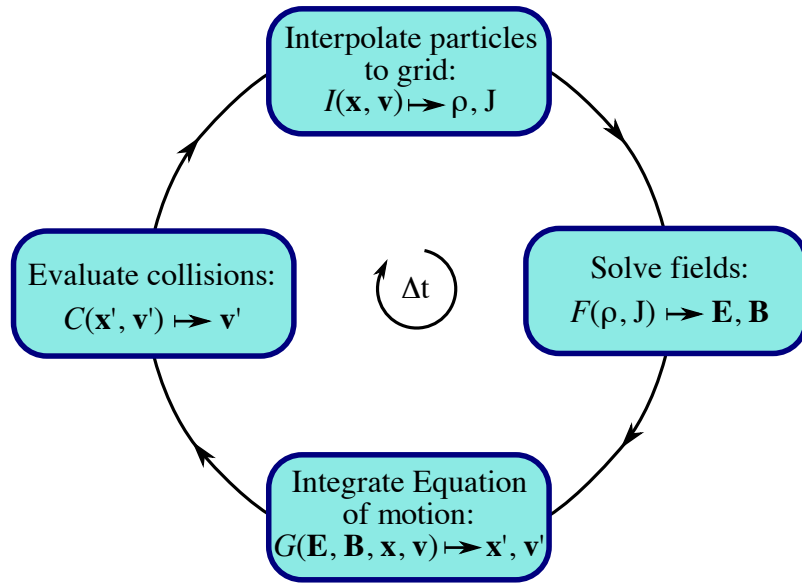 Interpolate particles
to grid:
I(x, v) ↦ ρ, J
Evaluate collisions:
C(x', v') ↦ v'
Δt
Solve fields:
F(ρ, J) ↦ E, B
Integrate Equation
of motion:
G(E, B, x, v) ↦ x', v'